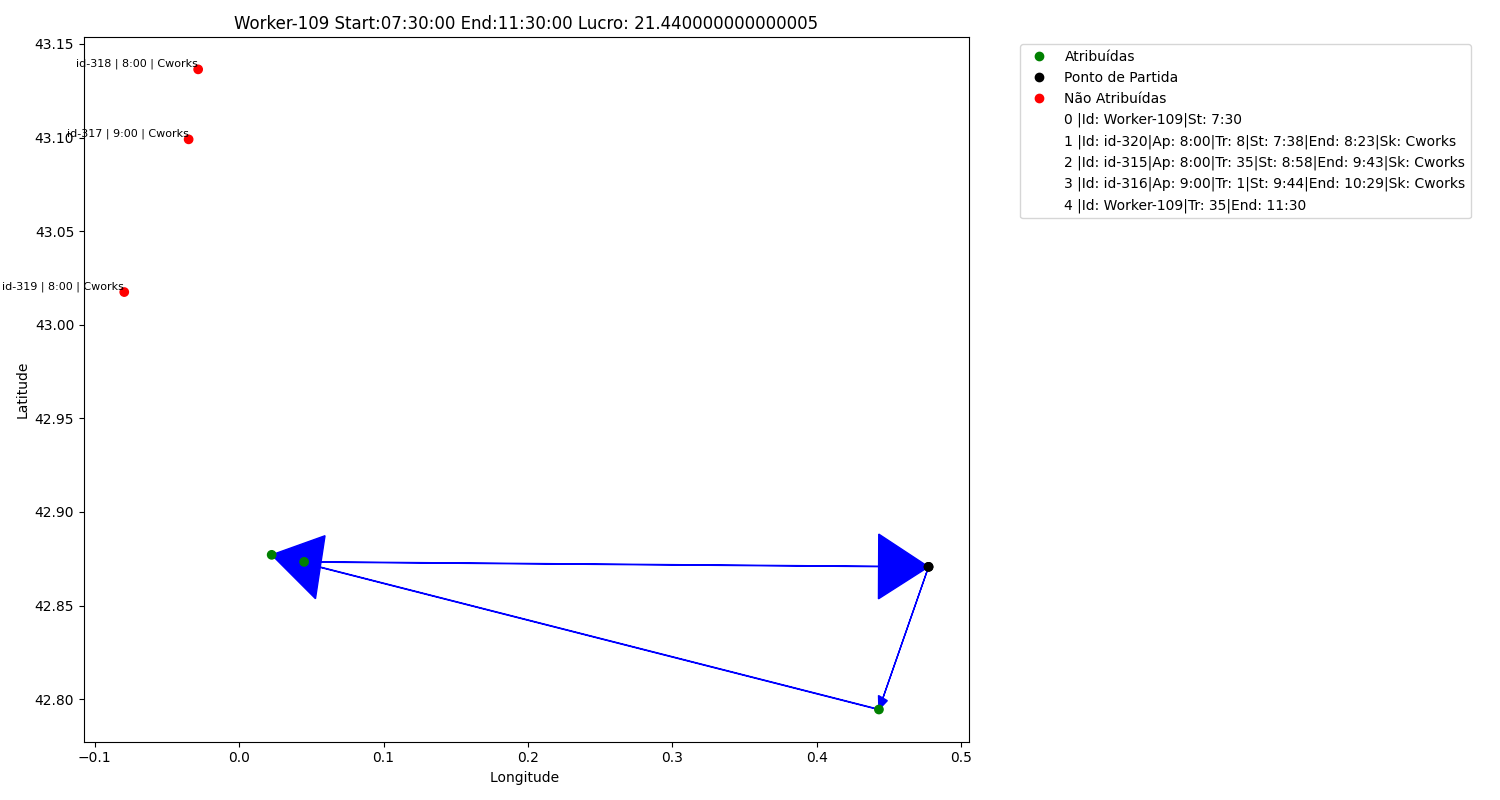 Worker-109 Start:07:30:00 End:11:30:00 Lucro: 21.440000000000005
43.15
43.10
43.05
43.00
42.95
42.90
42.85
42.80
Latitude
id-318 | 8:00 | Cworks
id-317 | 9:00 | Cworks
id-319 | 8:00 | Cworks
−0.1
0.0
0.1
0.2
0.3
0.4
0.5
Longitude
Atribuídas
Ponto de Partida
Não Atribuídas
0 |Id: Worker-109|St: 7:30
1 |Id: id-320|Ap: 8:00|Tr: 8|St: 7:38|End: 8:23|Sk: Cworks
2 |Id: id-315|Ap: 8:00|Tr: 35|St: 8:58|End: 9:43|Sk: Cworks
3 |Id: id-316|Ap: 9:00|Tr: 1|St: 9:44|End: 10:29|Sk: Cworks
4 |Id: Worker-109|Tr: 35|End: 11:30